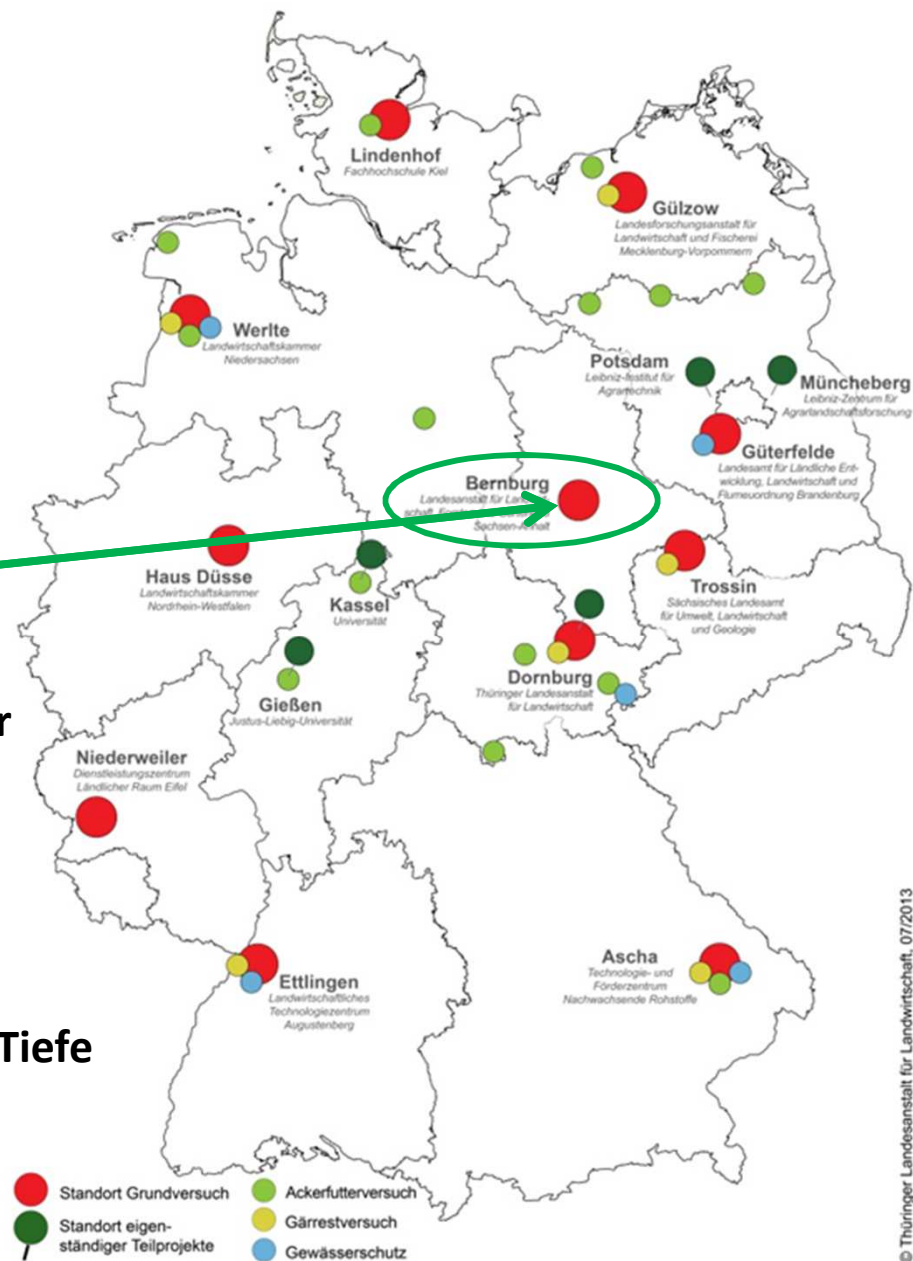 Lindenhof
Fachhochschule Kiel
Gülzow
Landesforschungsanstalt für
Landwirtschaft und Fischerei
Mecklenburg-Vorpommern
Werlte
Landwirtschaftskammer
Niedersachsen
Potsdam
Leibniz-Institut für
Agrartechnik
Müncheberg
Leibniz-Zentrum für
Agrarlandschaftsforschung
Güterfelde
Landesamt für Ländliche Ent-
wicklung, Landwirtschaft und
Flurneuordnung Brandenburg
Bernburg
Landesanstalt für
schaft,
Sachsen-Anhalt
Haus Düsse
Landwirtschaftskammer
Nordrhein-Westfalen
Kassel
Universität
Trossin
Sächsisches Landesamt
für Umwelt, Landwirtschaft
und Geologie
Dornburg
Thüringer Landesanstalt
für Landwirtschaft
Gießen
Justus-Liebig-Universität
r
Niederweiler
Dienstleistungszentrum
Ländlicher Raum Eifel
Ettlingen
Landwirtschaftliches
Technologiezentrum
Augustenberg
Ascha
Technologie- und
Förderzentrum
Nachwachsende Rohstoffe
Tiefe
Standort Grundversuch
Standort eigen-
ständiger Teilprojekte
Ackerfutterversuch
Gärrestversuch
Gewässerschutz
© Thüringer Landesanstalt für Landwirtschaft, 07/2013